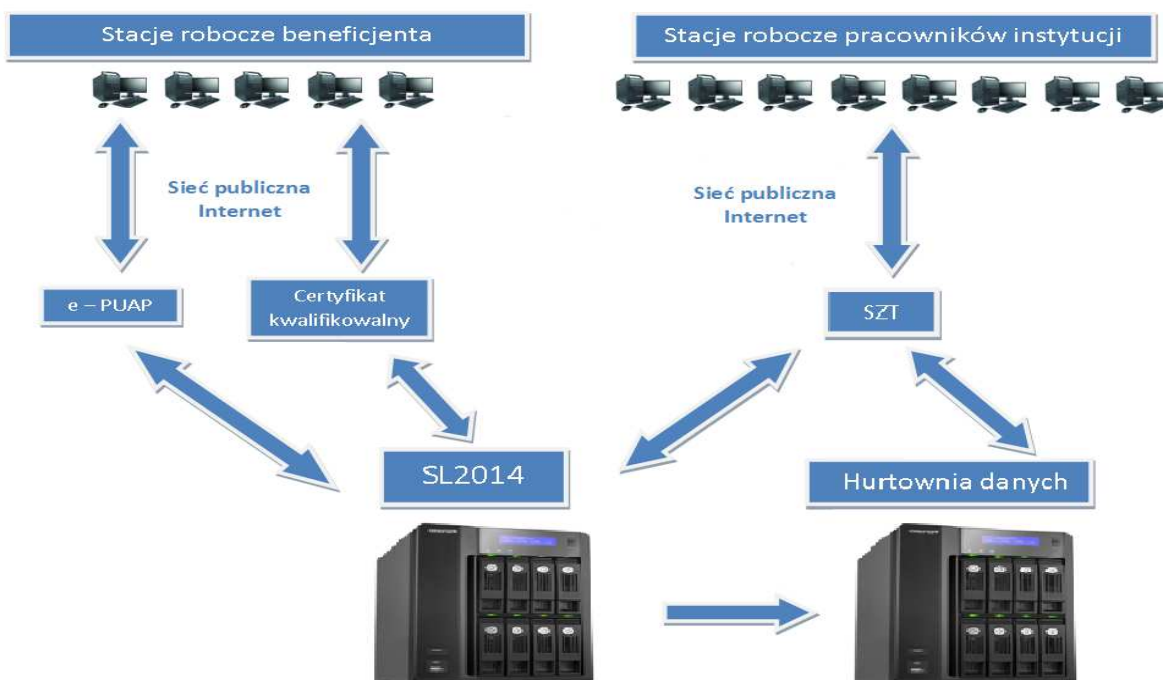 Stacje robocze beneficjenta
Stacje robocze pracowników instytucji
Sieć publiczna
Internet
Sieć publiczna
Internet
e – PUAP
Certyfikat
kwalifikowalny
SZT
SL2014
Hurtownia danych